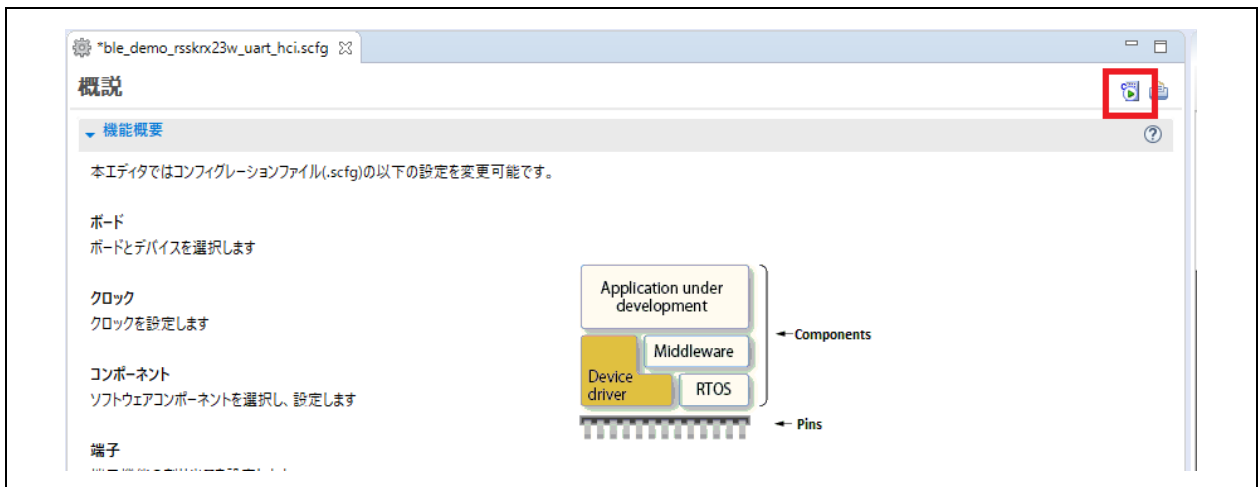 *ble_demo_rsskrx23w_uart_hci.scfg
概説
機能概要
本エディタではコンフィグレーションファイル(.scfg)の以下の設定を変更可能です。
ボード
ボードとデバイスを選択します
クロック
クロックを設定します
コンポーネント
ソフトウェアコンポーネントを選択し、設定します
端子
Application under
development
Middleware
Device
driver
RTOS
Components
Pins